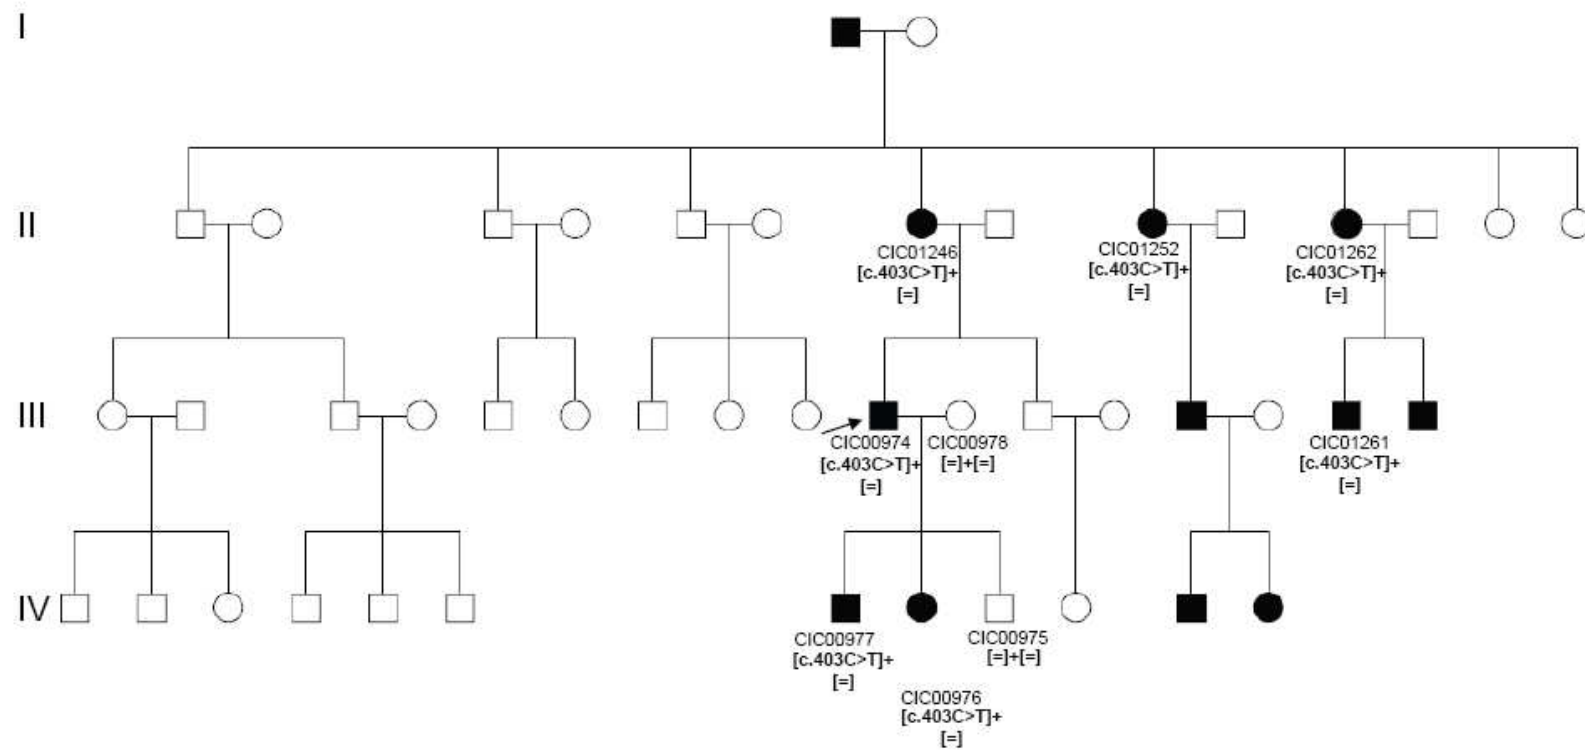 I
II
CIC01246
[c.403C>T]+
[=]
CIC01252
[c.403C>T]+
[=]
CIC01262
[c.403C>T]+
[=]
III
CIC00974
[c.403C>T]+
[=]
CIC00978
[=]+[=]
CIC01261
[c.403C>T]+
[=]
IV
CIC00977
[c.403C>T]+
[=]
CIC00976
[c.403C>T]+
[=]
CIC00975
[=]+[=]